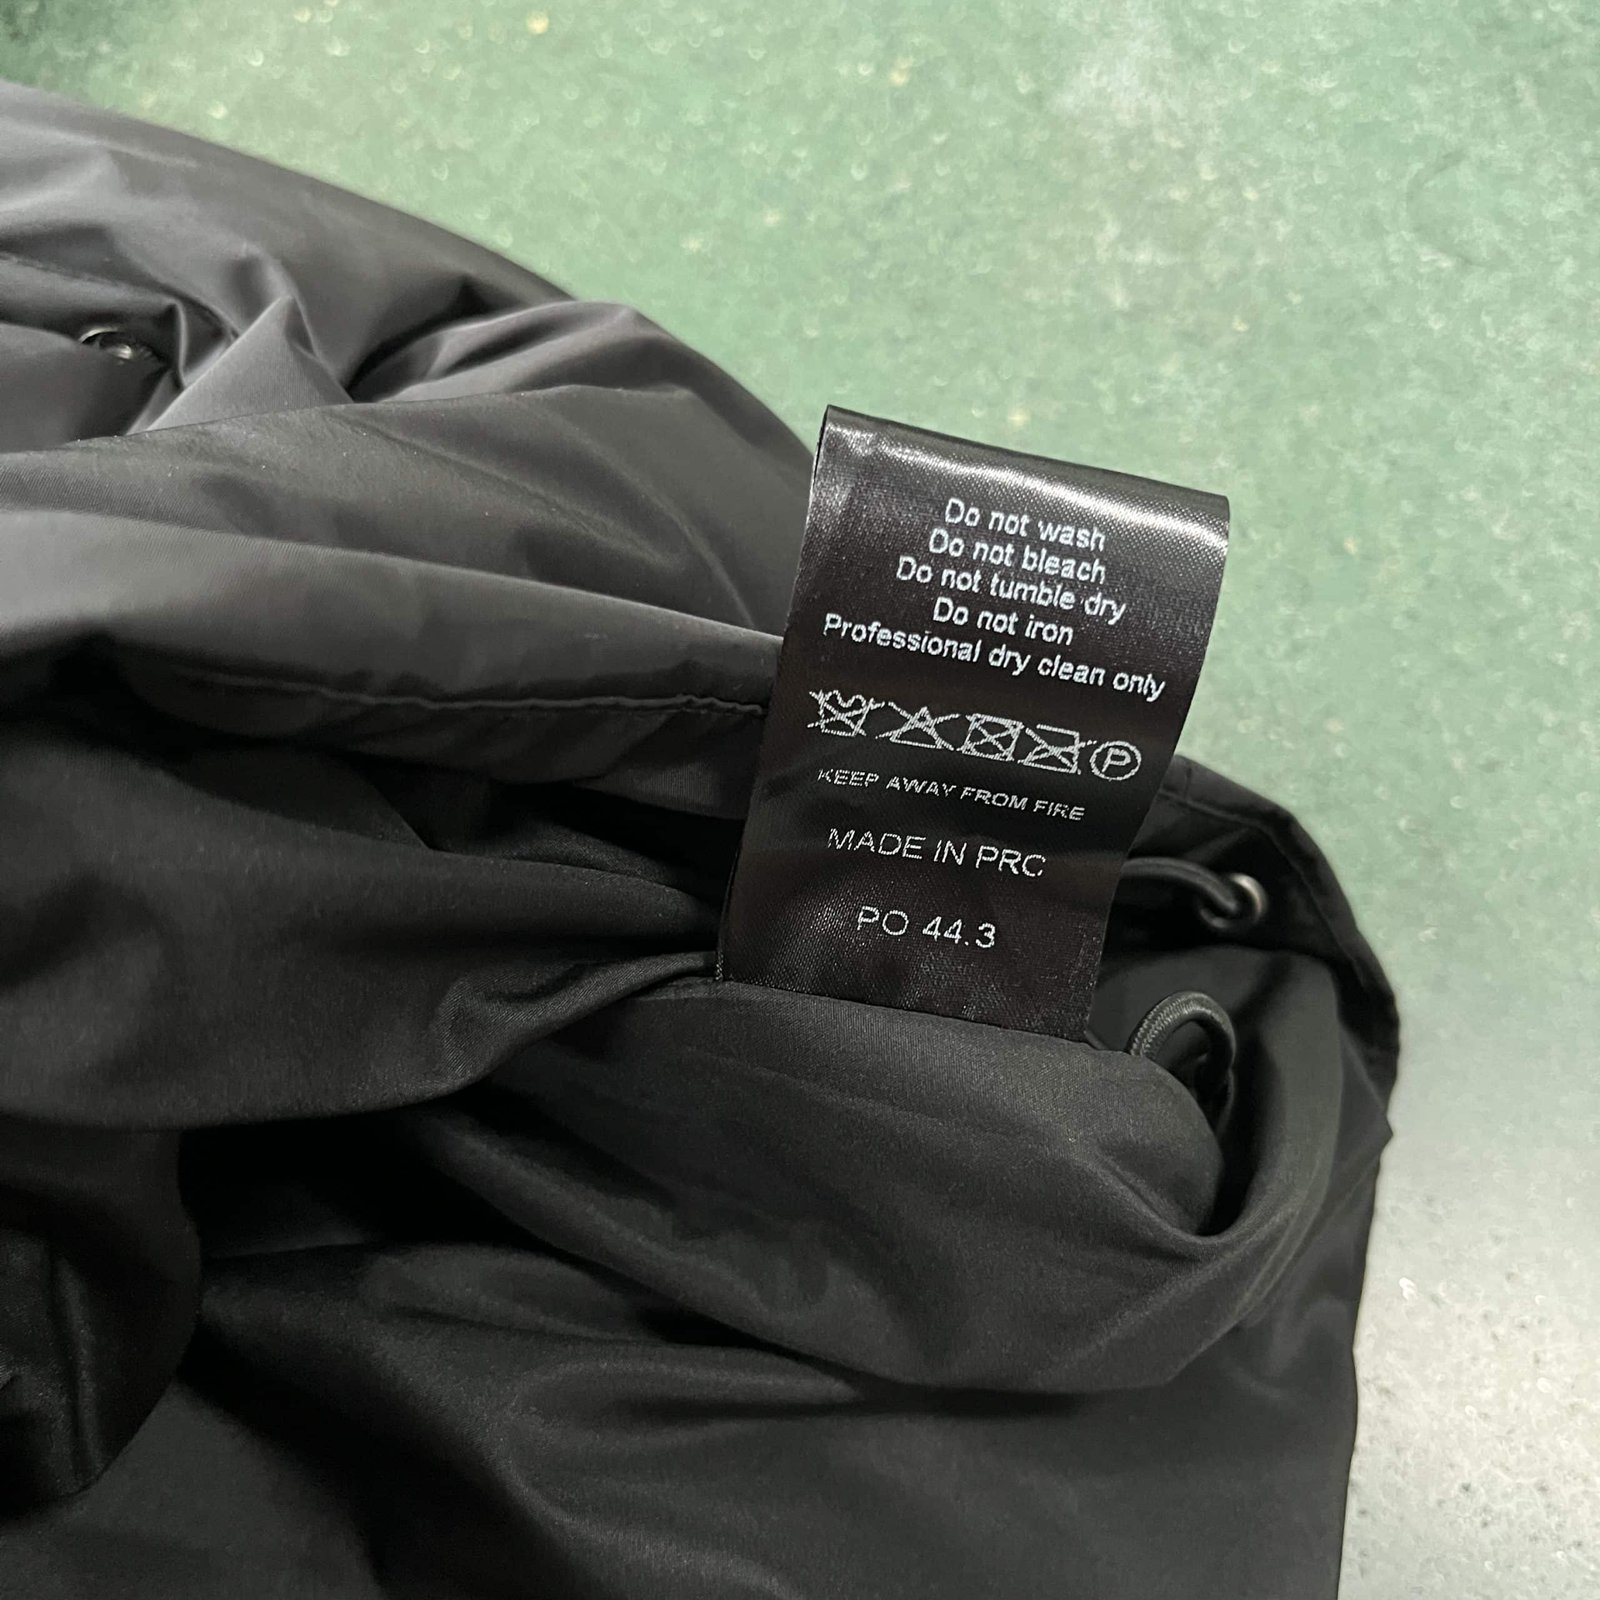 Do not wash
Do not bleach
Do not tumble dry
Do not iron
Professional dry clean only
P
KEEP AWAY FROM FIRE
MADE IN PRC
PO 44.3